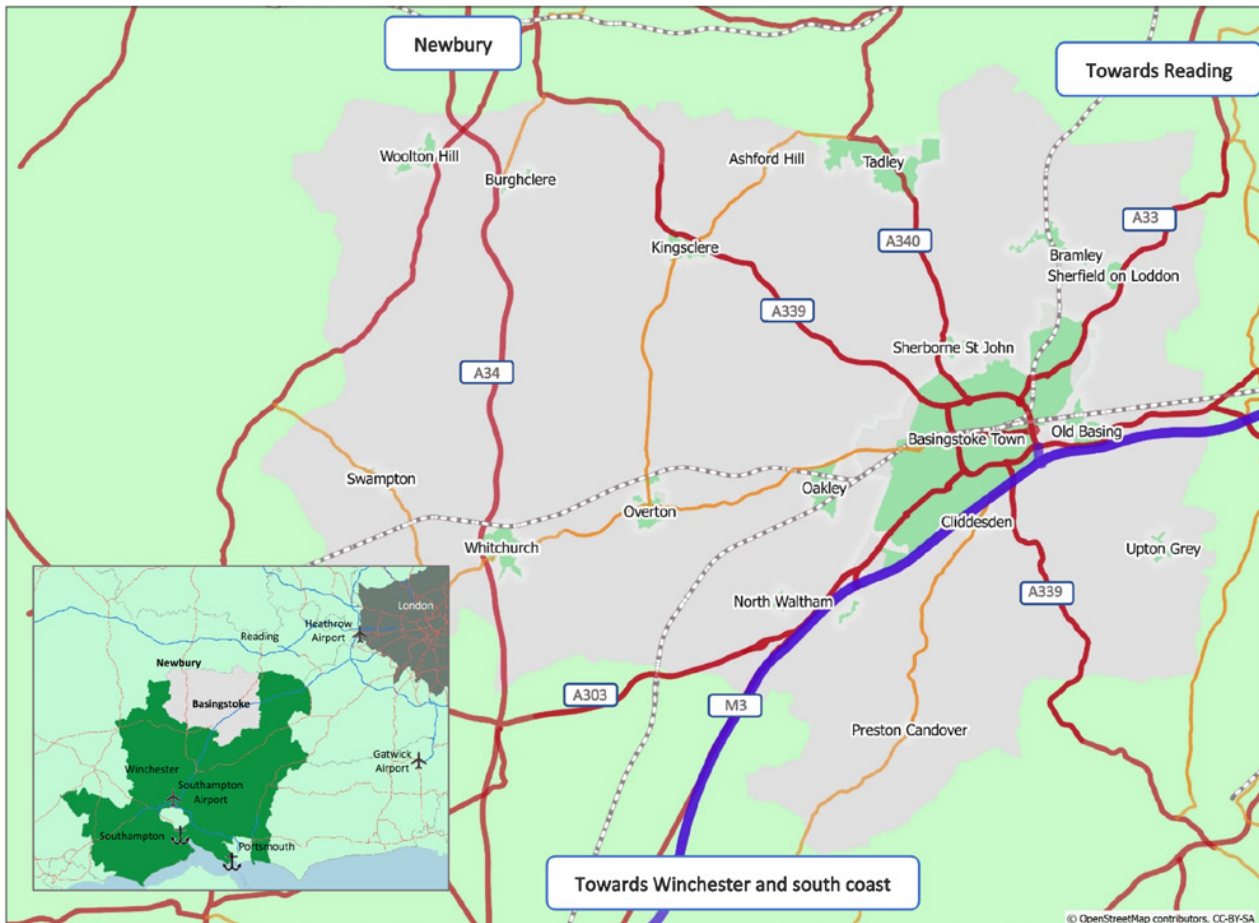 Newbury
Towards Reading
Woolton Hill
Burghclere
Ashford Hill
Tadley
A33
Kingsclere
A340
Bramley
Sherfield on Loddon
A339
Sherborne St John
A34
Basingstoke Town
Old Basing
Swampton
Oakley
Overton
Cliddesden
Whitchurch
Upton Grey
North Waltham
A339
A303
M3
Preston Candover
Towards Winchester and south coast
London
Heathrow
Airport
Reading
Newbury
Basingstoke
Gatwick
Airport
Winchester
Southampton
Airport
Southampton
Portsmouth
© OpenStreetMap contributors, CC-BY-SA